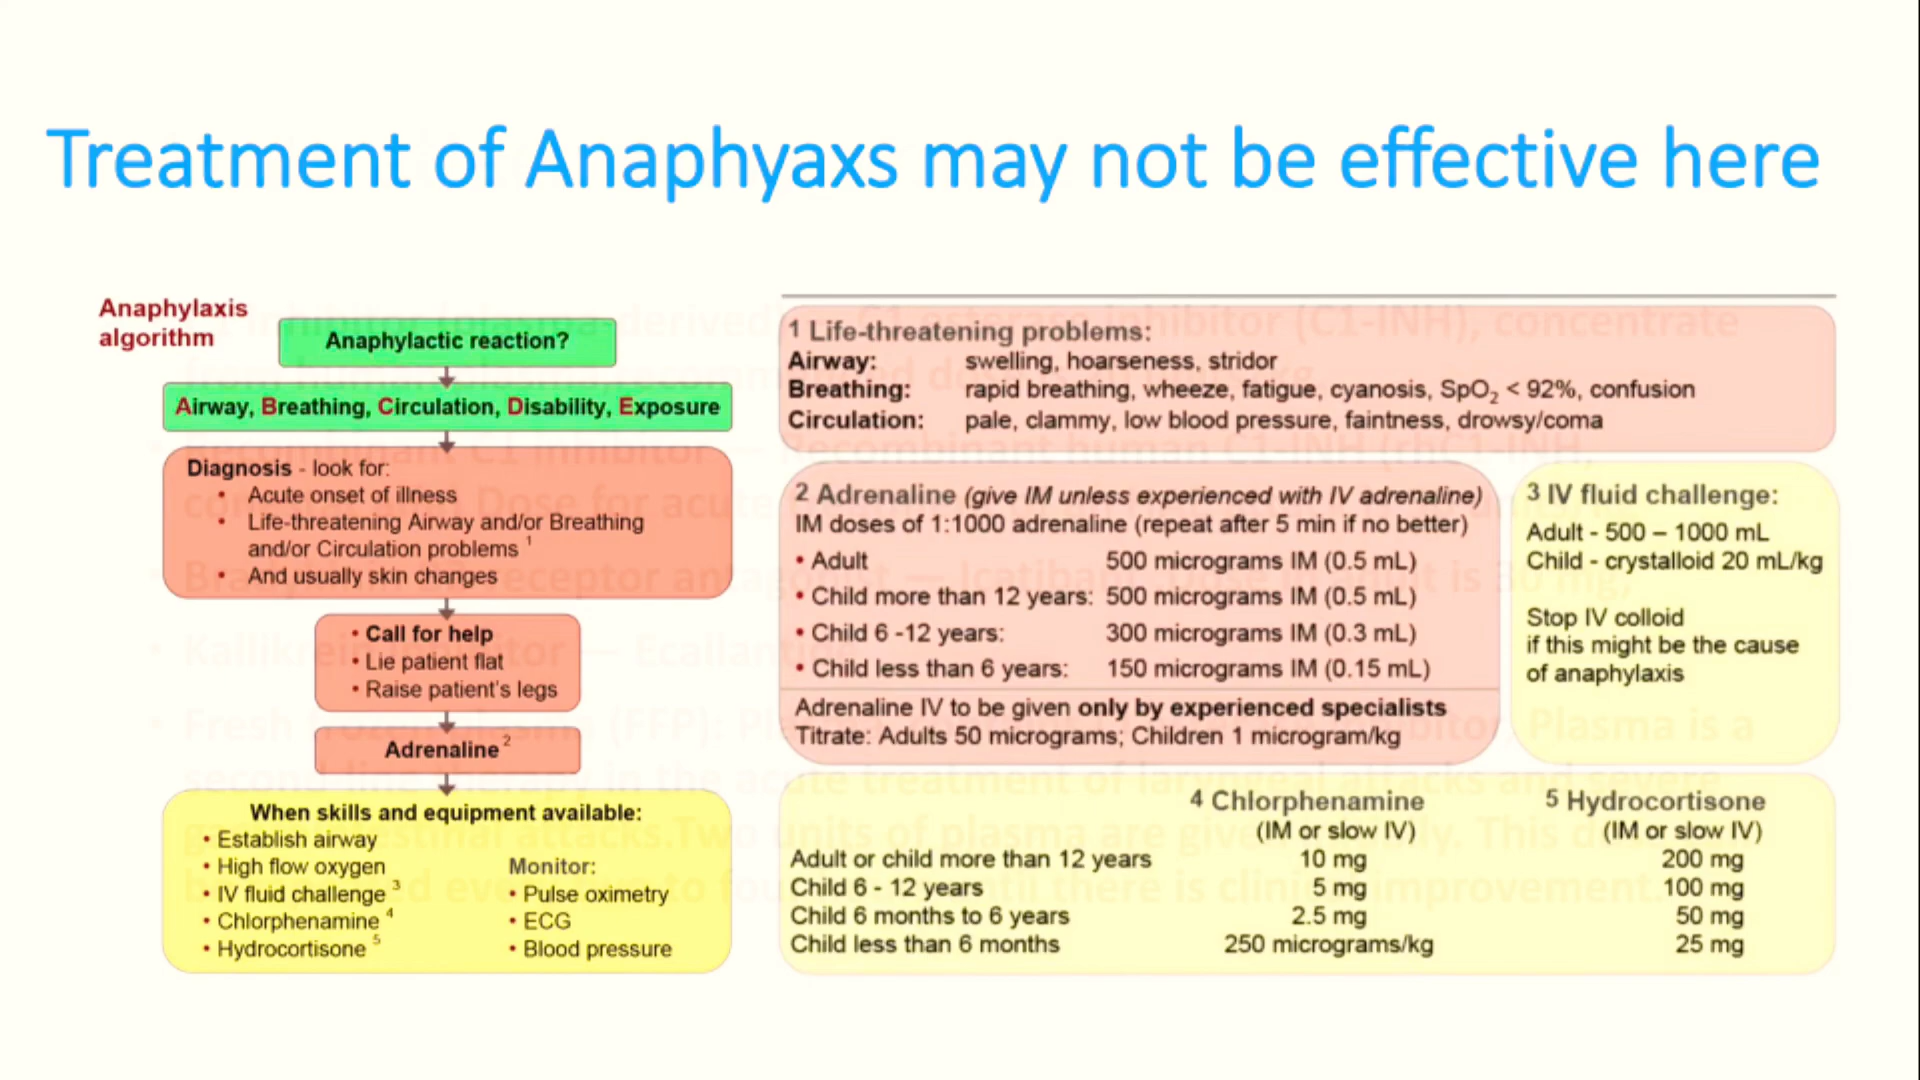 Treatment of Anaphyaxs may not be effective here
Anaphylaxis
algorithm
Anaphylactic reaction?
Airway, Breathing, Circulation, Disability, Exposure
Diagnosis - look for:
• Acute onset of illness
• Life-threatening Airway and/or Breathing
and/or Circulation problems 1
• And usually skin changes
• Call for help
• Lie patient flat
• Raise patient's legs
Adrenaline 2
When skills and equipment available:
• Establish airway
• High flow oxygen
• IV fluid challenge 3
• Chlorphenamine 4
• Hydrocortisone 5
Monitor:
• Pulse oximetry
• ECG
• Blood pressure
1 Life-threatening problems:
Airway: swelling, hoarseness, stridor
Breathing: rapid breathing, wheeze, fatigue, cyanosis, SpO2 < 92%, confusion
Circulation: pale, clammy, low blood pressure, faintness, drowsy/coma
2 Adrenaline (give IM unless experienced with IV adrenaline)
IM doses of 1:1000 adrenaline (repeat after 5 min if no better)
• Adult 500 micrograms IM (0.5 mL)
• Child more than 12 years: 500 micrograms IM (0.5 mL)
• Child 6 -12 years: 300 micrograms IM (0.3 mL)
• Child less than 6 years: 150 micrograms IM (0.15 mL)
Adrenaline IV to be given only by experienced specialists
Titrate: Adults 50 micrograms; Children 1 microgram/kg
3 IV fluid challenge:
Adult - 500 – 1000 mL
Child - crystalloid 20 mL/kg
Stop IV colloid
if this might be the cause
of anaphylaxis
4 Chlorphenamine
(IM or slow IV)
5 Hydrocortisone
(IM or slow IV)
Adult or child more than 12 years 10 mg 200 mg
Child 6 - 12 years 5 mg 100 mg
Child 6 months to 6 years 2.5 mg 50 mg
Child less than 6 months 250 micrograms/kg 25 mg